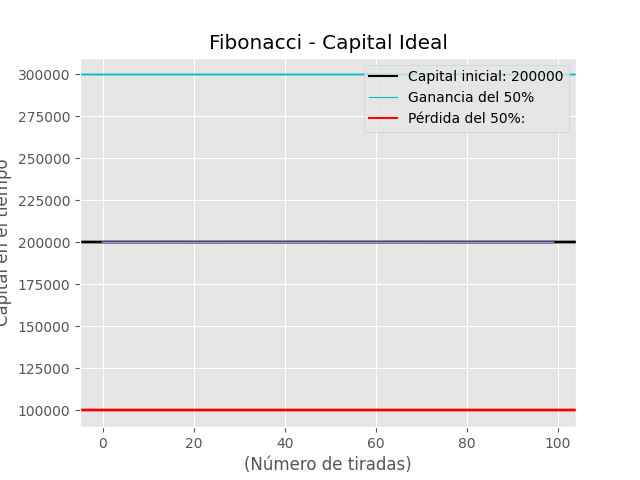 Fibonacci - Capital Ideal
Capital inicial: 200000
Ganancia del 50%
Pérdida del 50%:
300000
275000
250000
225000
200000
175000
150000
125000
100000
Capital en el tiempo
0 20 40 60 80 100
(Número de tiradas)